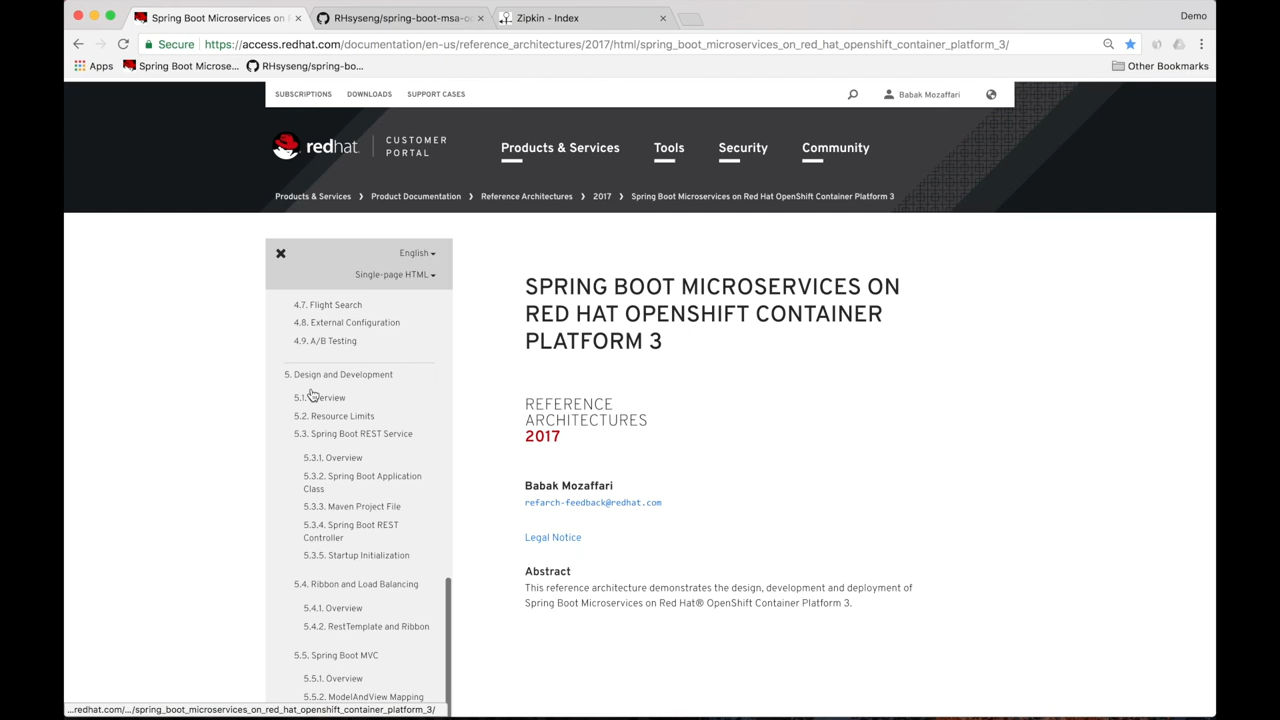 Spring Boot Microservices on
RHsyseng/spring-boot-msa-o
Zipkin - Index
Demo
Secure
https://access.redhat.com/documentation/en-us/reference_architectures/2017/html/spring_boot_microservices_on_red_hat_openshift_container_platform_3/
Apps
Spring Boot Microse...
RHsyseng/spring-bo...
Other Bookmarks
SUBSCRIPTIONS
DOWNLOADS
SUPPORT CASES
Babak Mozaffari
redhat.
CUSTOMER
PORTAL
Products & Services
Tools
Security
Community
Products & Services
Product Documentation
Reference Architectures
2017
Spring Boot Microservices on Red Hat OpenShift Container Platform 3
English
Single-page HTML
4.7. Flight Search
4.8. External Configuration
4.9. A/B Testing
5. Design and Development
5.1. Overview
5.2. Resource Limits
5.3. Spring Boot REST Service
5.3.1. Overview
5.3.2. Spring Boot Application
Class
5.3.3. Maven Project File
5.3.4. Spring Boot REST
Controller
5.3.5. Startup Initialization
5.4. Ribbon and Load Balancing
5.4.1. Overview
5.4.2. RestTemplate and Ribbon
5.5. Spring Boot MVC
5.5.1. Overview
5.5.2. ModelAndView Mapping
SPRING BOOT MICROSERVICES ON
RED HAT OPENSHIFT CONTAINER
PLATFORM 3
REFERENCE
ARCHITECTURES
2017
Babak Mozaffari
refarch-feedback@redhat.com
Legal Notice
Abstract
This reference architecture demonstrates the design, development and deployment of
Spring Boot Microservices on Red Hat® OpenShift Container Platform 3.
...redhat.com/.../spring_boot_microservices_on_red_hat_openshift_container_platform_3/